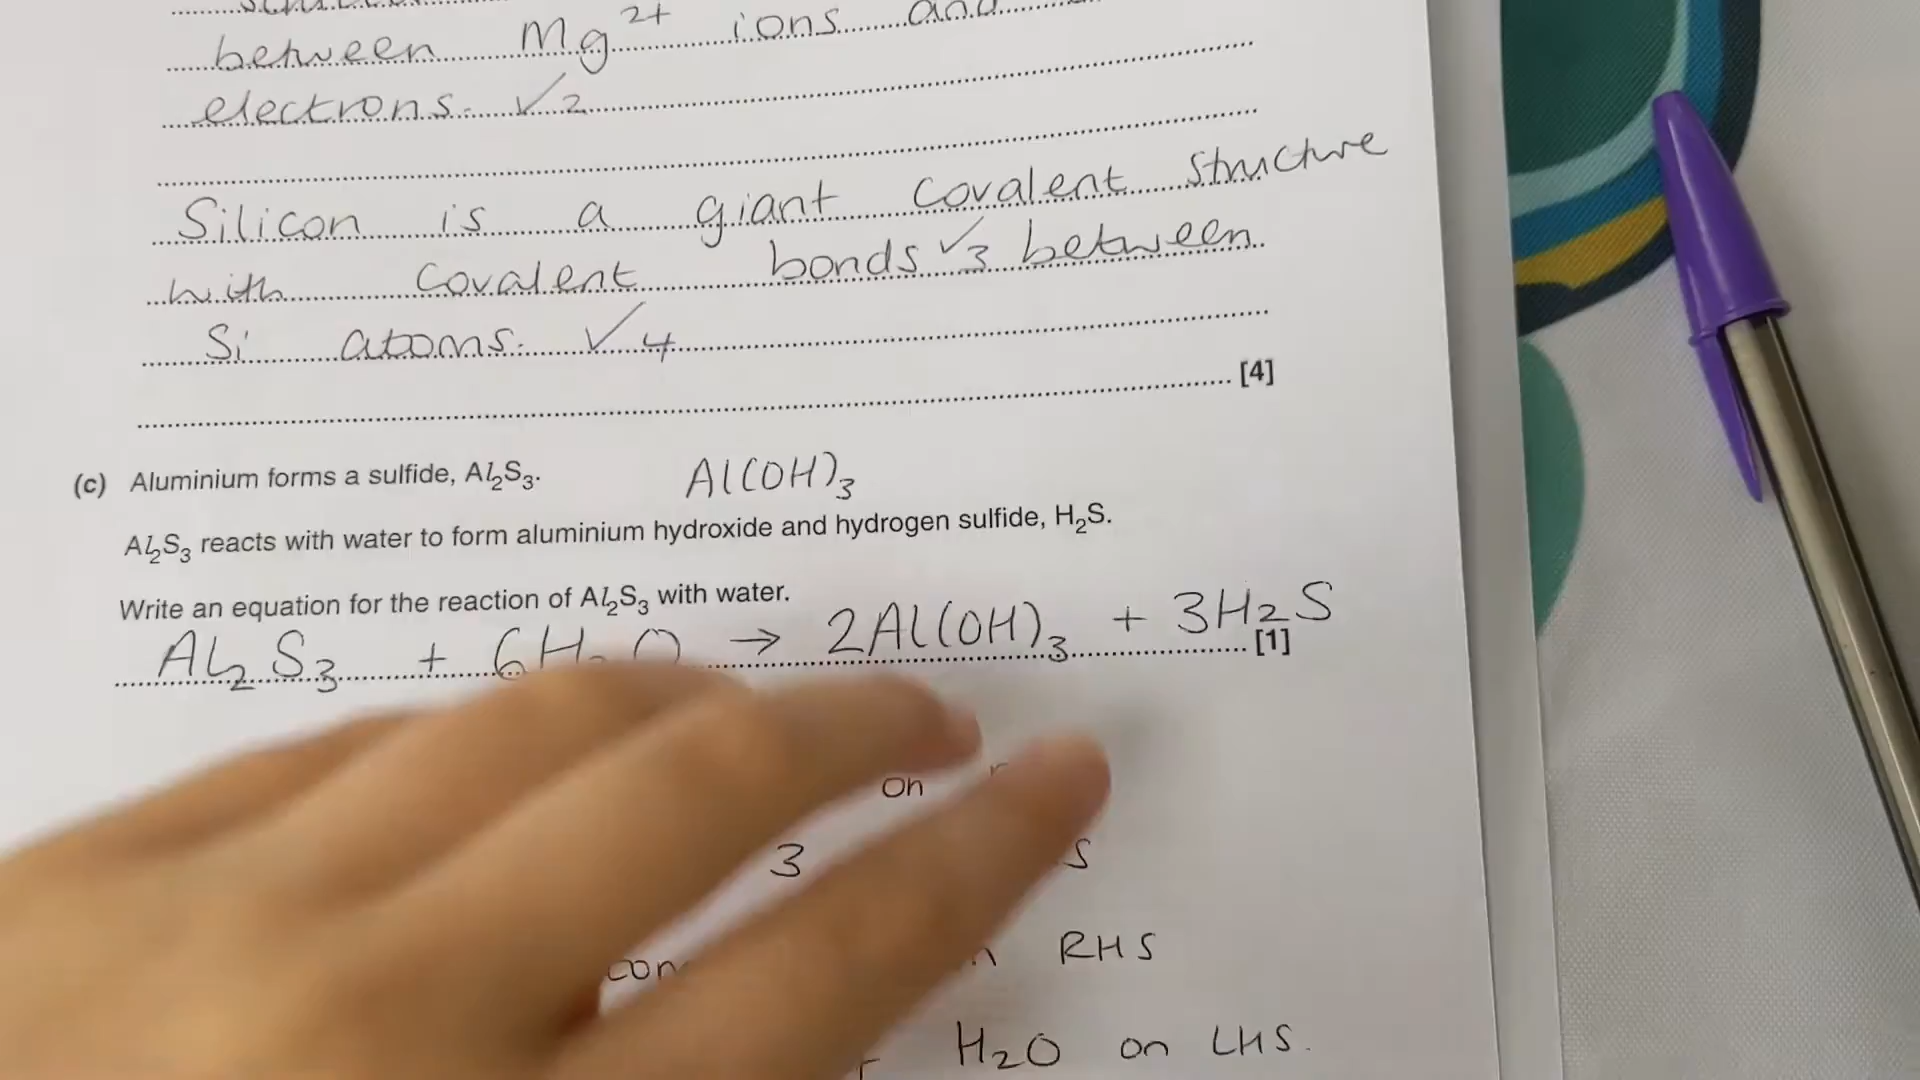 between Mg²⁺ ions and
electrons. ✓2
Silicon is a giant covalent structure
with covalent bonds ✓3 between
Si atoms. ✓4
[4]
(c) Aluminium forms a sulfide, Al₂S₃. Al(OH)₃
Al₂S₃ reacts with water to form aluminium hydroxide and hydrogen sulfide, H₂S.
Write an equation for the reaction of Al₂S₃ with water.
Al₂S₃ + 6H₂O → 2Al(OH)₃ + 3H₂S [1]
on
3 S
RHS
H₂O on LHS.